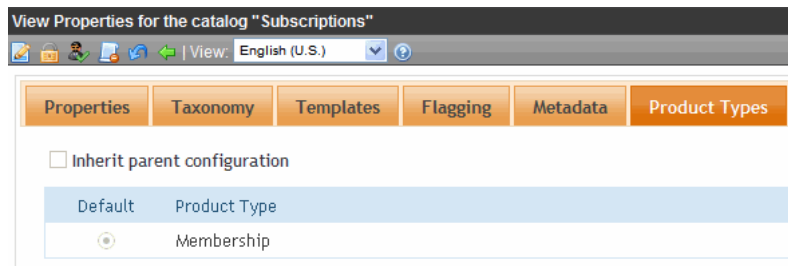 View Properties for the catalog "Subscriptions"
| View: English (U.S.)
Properties Taxonomy Templates Flagging Metadata Product Types
Inherit parent configuration
Default Product Type
Membership